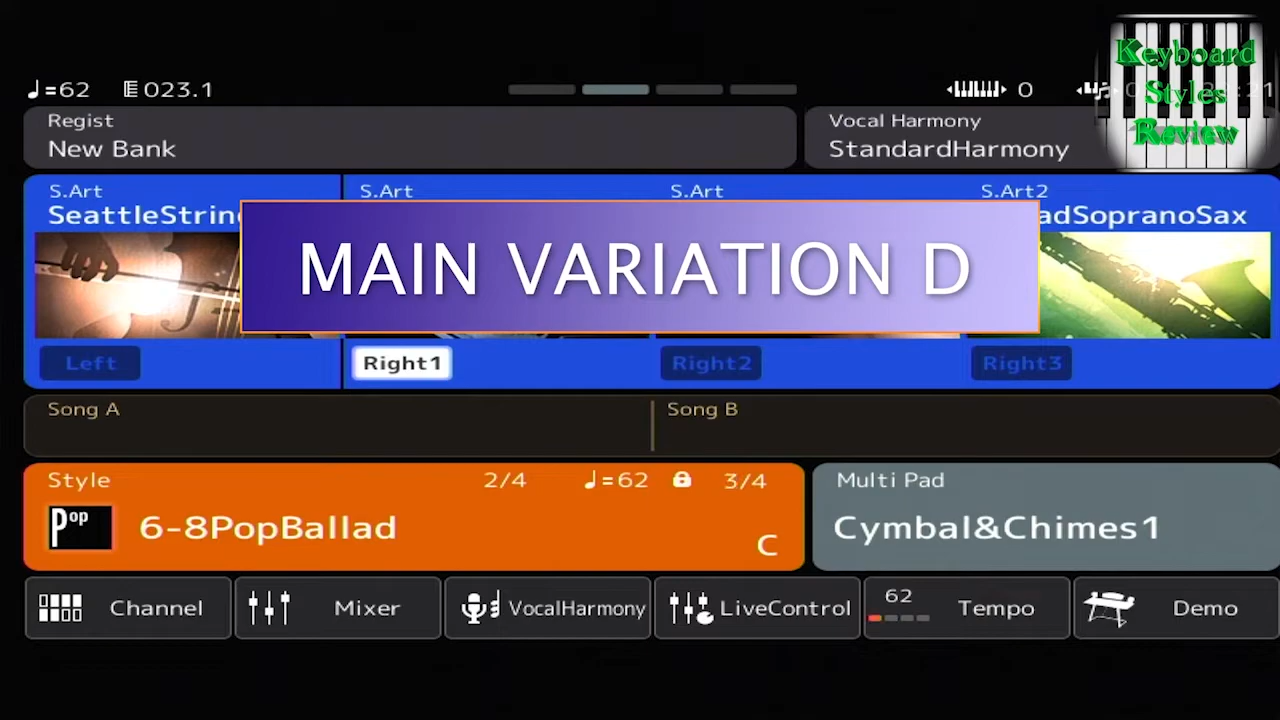 ♩=62
023.1
0
Keyboard
Styles
Review
Regist
New Bank
Vocal Harmony
StandardHarmony
S.Art
S.Art
S.Art
S.Art2
MAIN VARIATION D
Left
Right1
Right2
Right3
Song A
Song B
Style
2/4
♩=62
3/4
Pop
6-8PopBallad
C
Multi Pad
Cymbal&Chimes1
Channel
Mixer
VocalHarmony
LiveControl
62
Tempo
Demo